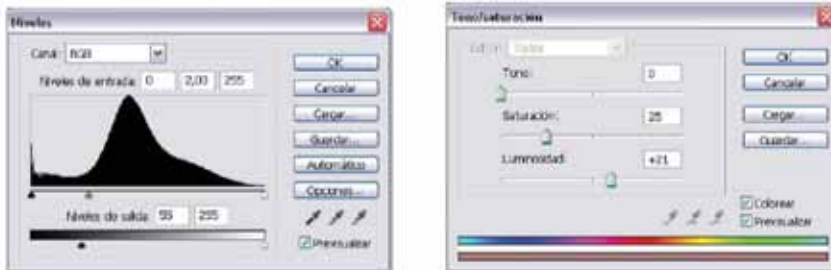 Niveles
Canal: RGB
Niveles de entrada: 0 2,00 255
OK
Cancelar
Cargar...
Guardar...
Automático
Opciones...
Niveles de salida: 55 255
Previsualizar
Tono/saturación
Tono: 0
Saturación: 25
Luminosidad: +21
OK
Cancelar
Cargar...
Guardar...
Colorear
Previsualizar